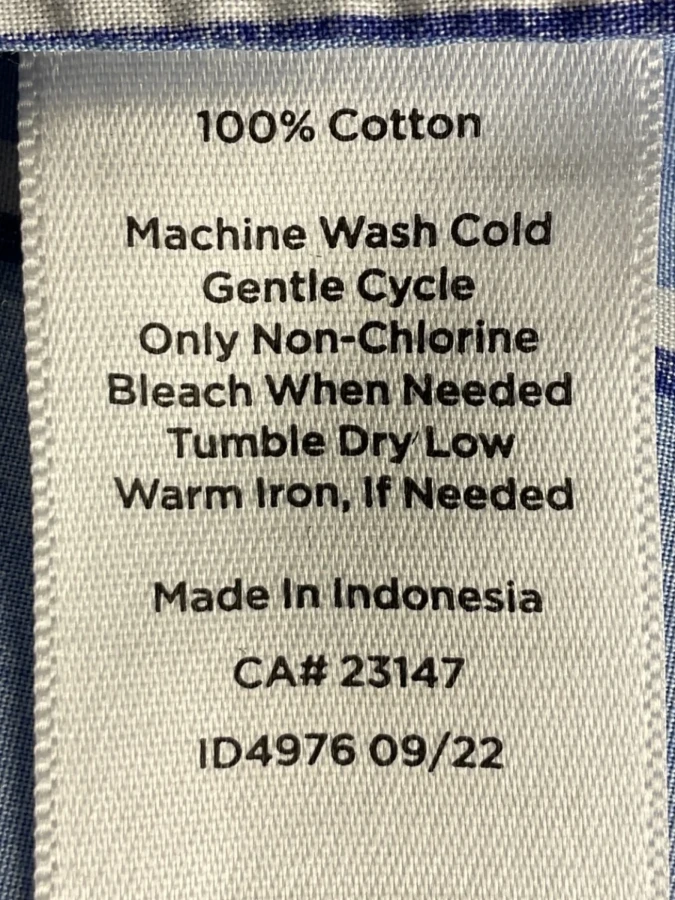 100% Cotton
Machine Wash Cold
Gentle Cycle
Only Non-Chlorine
Bleach When Needed
Tumble Dry Low
Warm Iron, If Needed
Made In Indonesia
CA# 23147
ID4976 09/22